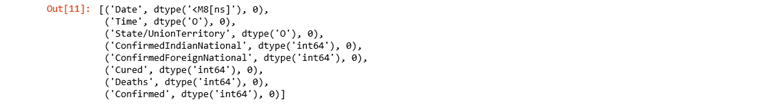 Out[11]: [('Date', dtype('<M8[ns]'), 0),
('Time', dtype('O'), 0),
('State/UnionTerritory', dtype('O'), 0),
('ConfirmedIndianNational', dtype('int64'), 0),
('ConfirmedForeignNational', dtype('int64'), 0),
('Cured', dtype('int64'), 0),
('Deaths', dtype('int64'), 0),
('Confirmed', dtype('int64'), 0)]